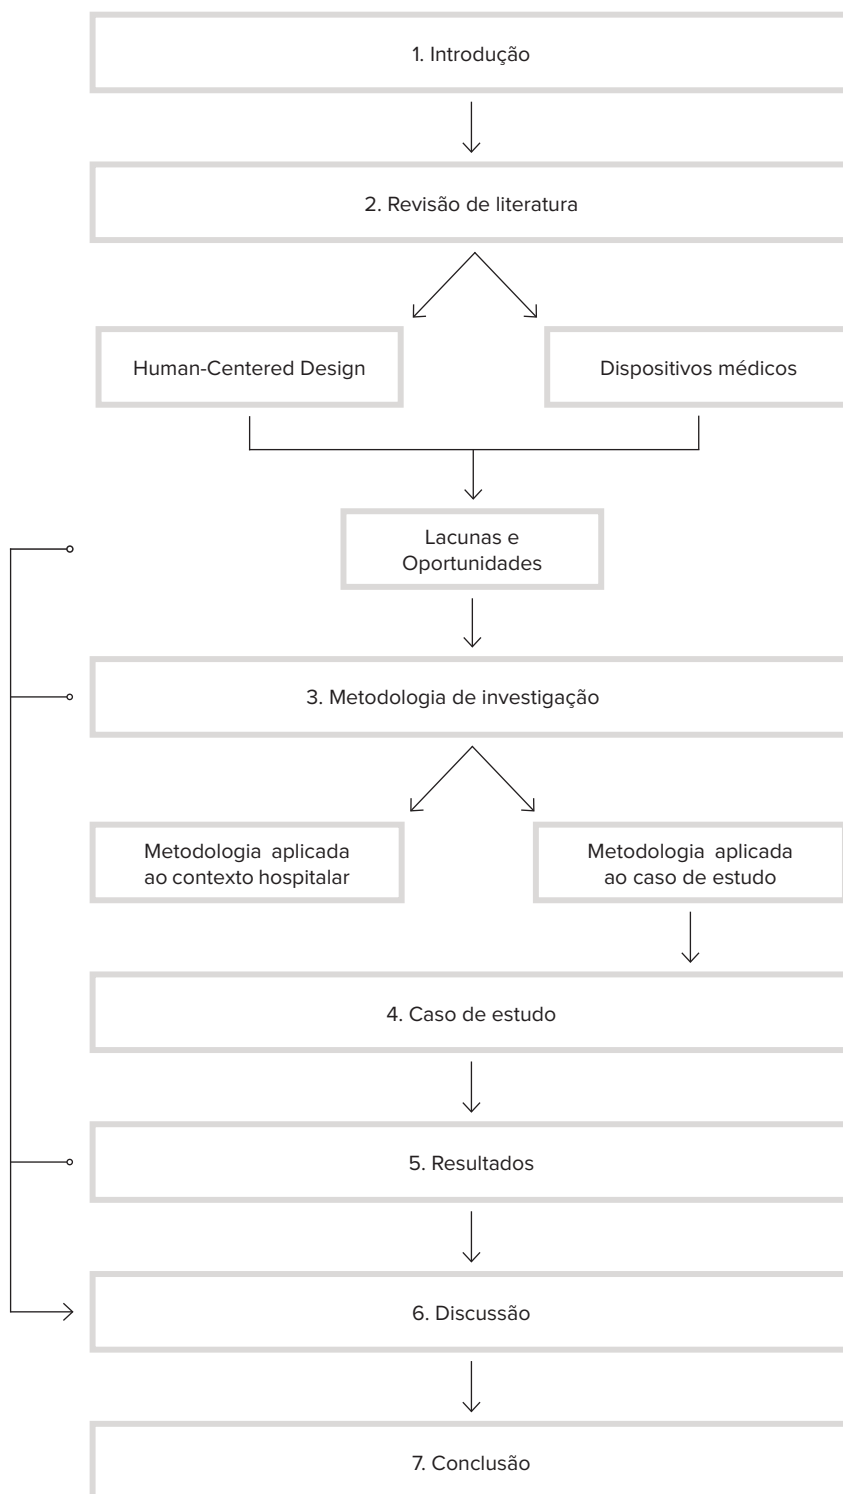 1. Introdução
2. Revisão de literatura
Human-Centered Design
Dispositivos médicos
Lacunas e
Oportunidades
3. Metodologia de investigação
Metodologia aplicada
ao contexto hospitalar
Metodologia aplicada
ao caso de estudo
4. Caso de estudo
5. Resultados
6. Discussão
7. Conclusão